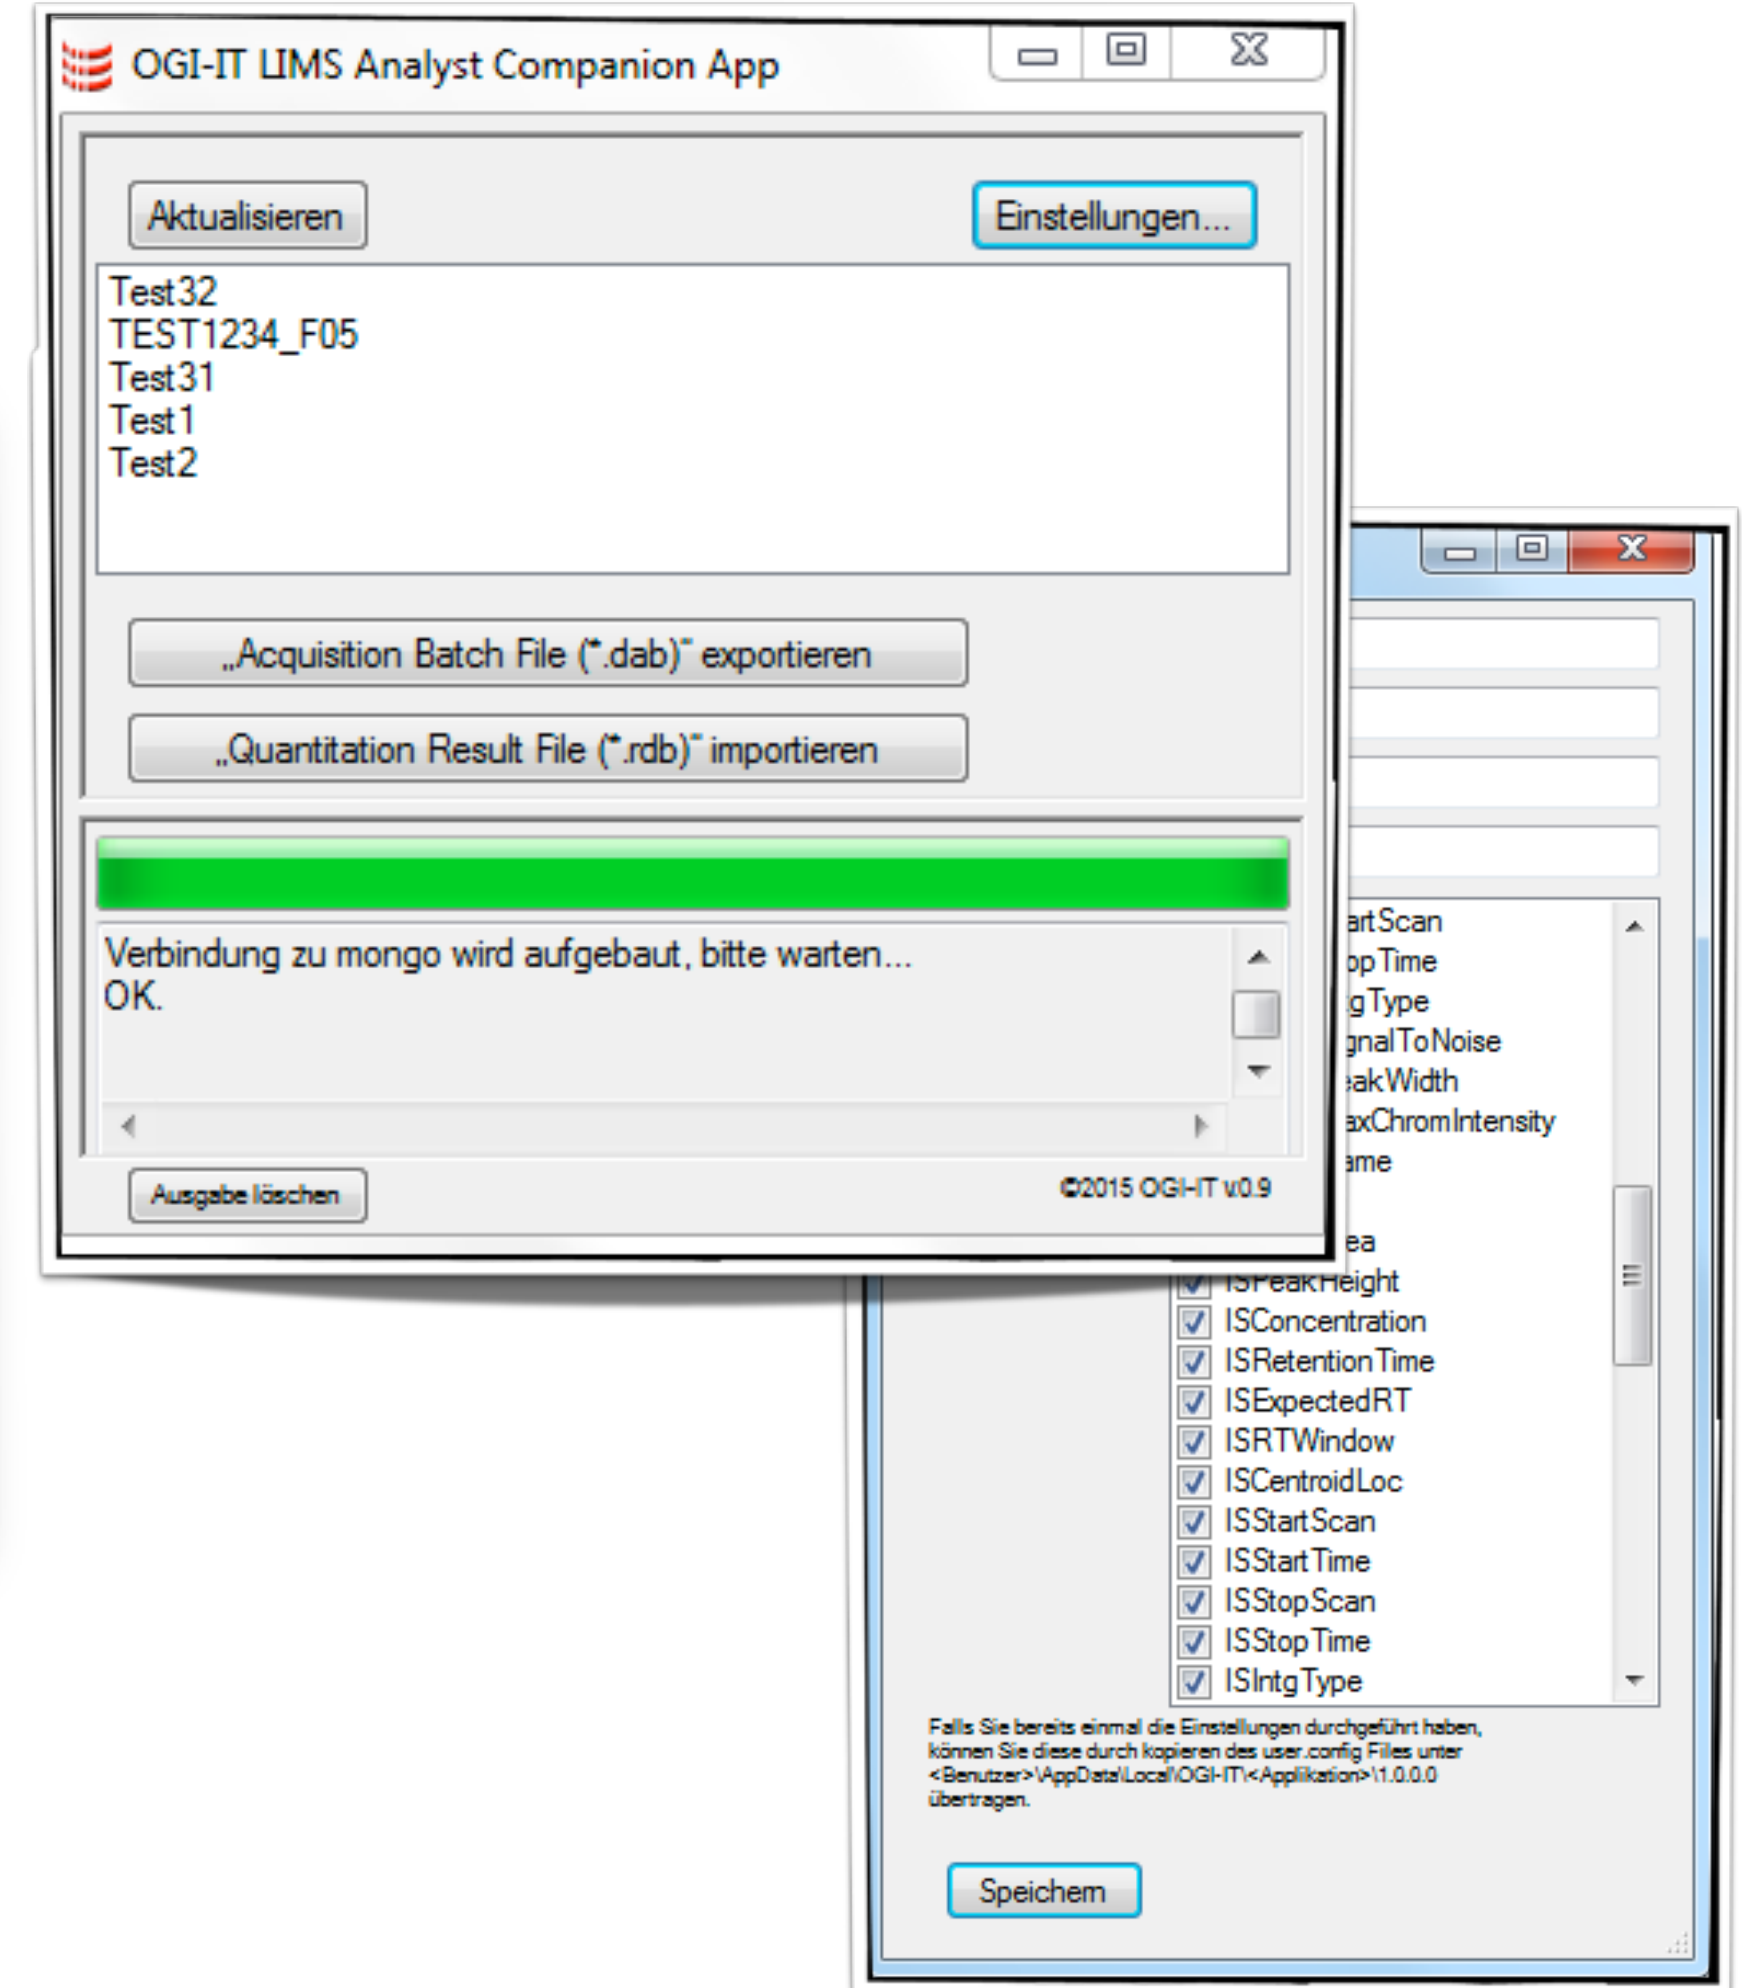 OGI-IT LIMS Analyst Companion App
Aktualisieren
Einstellungen...
Test32
TEST1234_F05
Test31
Test1
Test2
„Acquisition Batch File (*.dab)" exportieren
„Quantitation Result File (*.rdb)" importieren
Verbindung zu mongo wird aufgebaut, bitte warten...
OK.
Ausgabe löschen
©2015 OGI-IT v.0.9
artScan
opTime
gType
gnalToNoise
eakWidth
axChromIntensity
ame
ea
ISPeakHeight
ISConcentration
ISRetentionTime
ISExpectedRT
ISRTWindow
ISCentroidLoc
ISStartScan
ISStartTime
ISStopScan
ISStopTime
ISIntgType
Falls Sie bereits einmal die Einstellungen durchgeführt haben,
können Sie diese durch kopieren des user.config Files unter
<Benutzer>\AppData\Local\OGI-IT\<Applikation>\1.0.0.0
übertragen.
Speichern